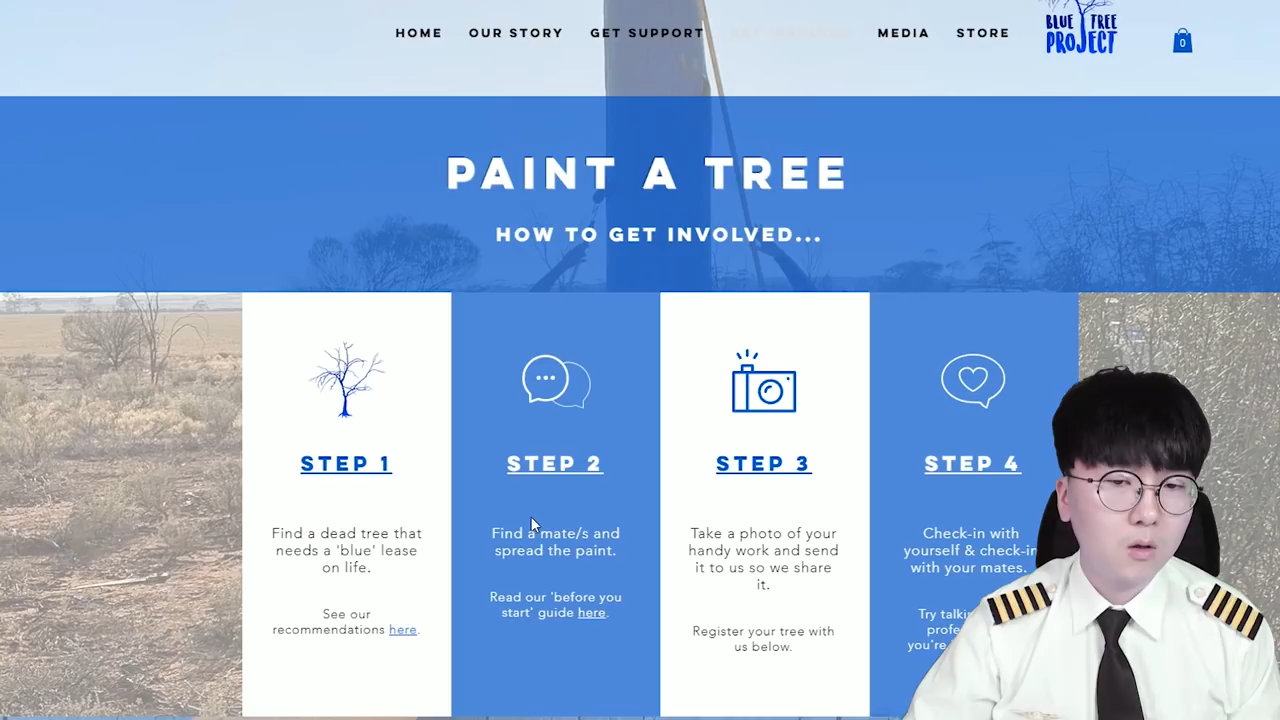 HOME OUR STORY GET SUPPORT MEDIA STORE
BLUE TREE
PROJECT
0
PAINT A TREE
HOW TO GET INVOLVED...
STEP 1
Find a dead tree that
needs a 'blue' lease
on life.
See our
recommendations here.
STEP 2
Find a mate/s and
spread the paint.
Read our 'before you
start' guide here.
STEP 3
Take a photo of your
handy work and send
it to us so we share
it.
Register your tree with
us below.
STEP 4
Check-in with
yourself & check-in
with your mates.
Try
you're